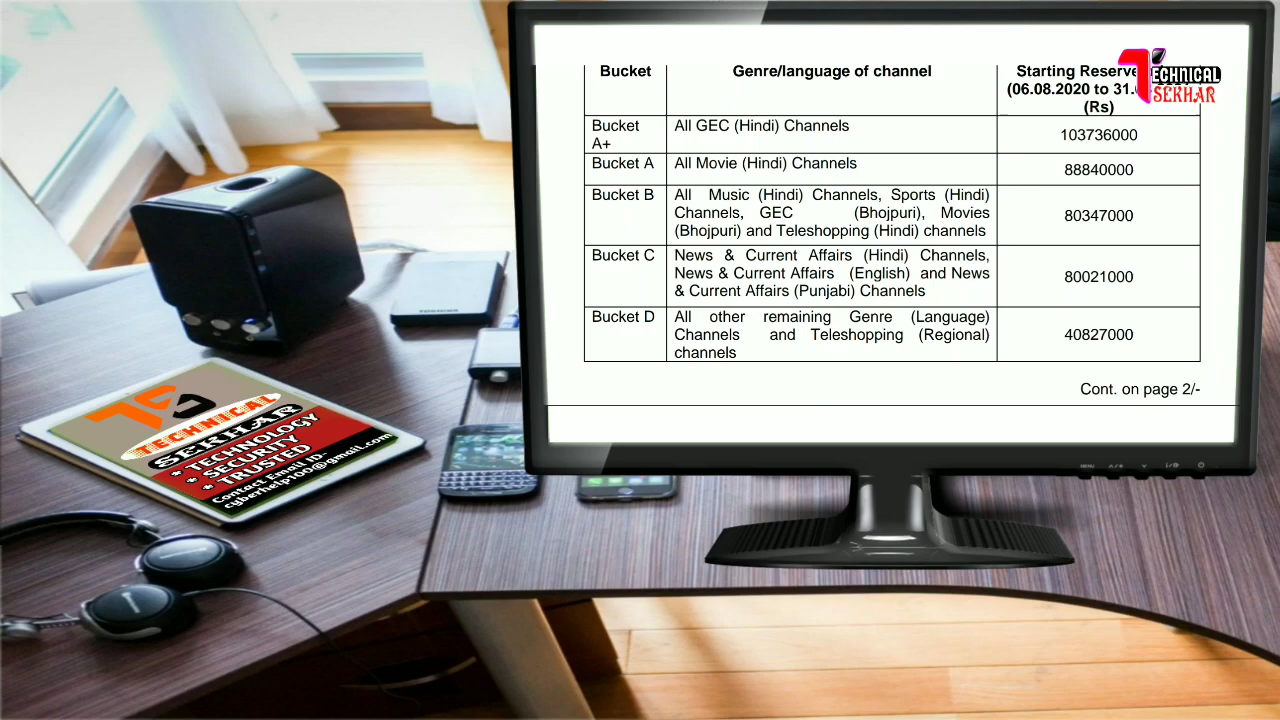 Bucket
Genre/language of channel
Starting Reserve
(06.08.2020 to 31.
(Rs)
TECHNICAL
SEKHAR
Bucket
A+
All GEC (Hindi) Channels
103736000
Bucket A
All Movie (Hindi) Channels
88840000
Bucket B
All Music (Hindi) Channels, Sports (Hindi)
Channels, GEC (Bhojpuri), Movies
(Bhojpuri) and Teleshopping (Hindi) channels
80347000
Bucket C
News & Current Affairs (Hindi) Channels,
News & Current Affairs (English) and News
& Current Affairs (Punjabi) Channels
80021000
Bucket D
All other remaining Genre (Language)
Channels and Teleshopping (Regional)
channels
40827000
Cont. on page 2/-
TECHNICAL
SEKHAR
* TECHNOLOGY
* SECURITY
* TRUSTED
Contact Email ID-
cyberhelp100@gmail.com
MENU